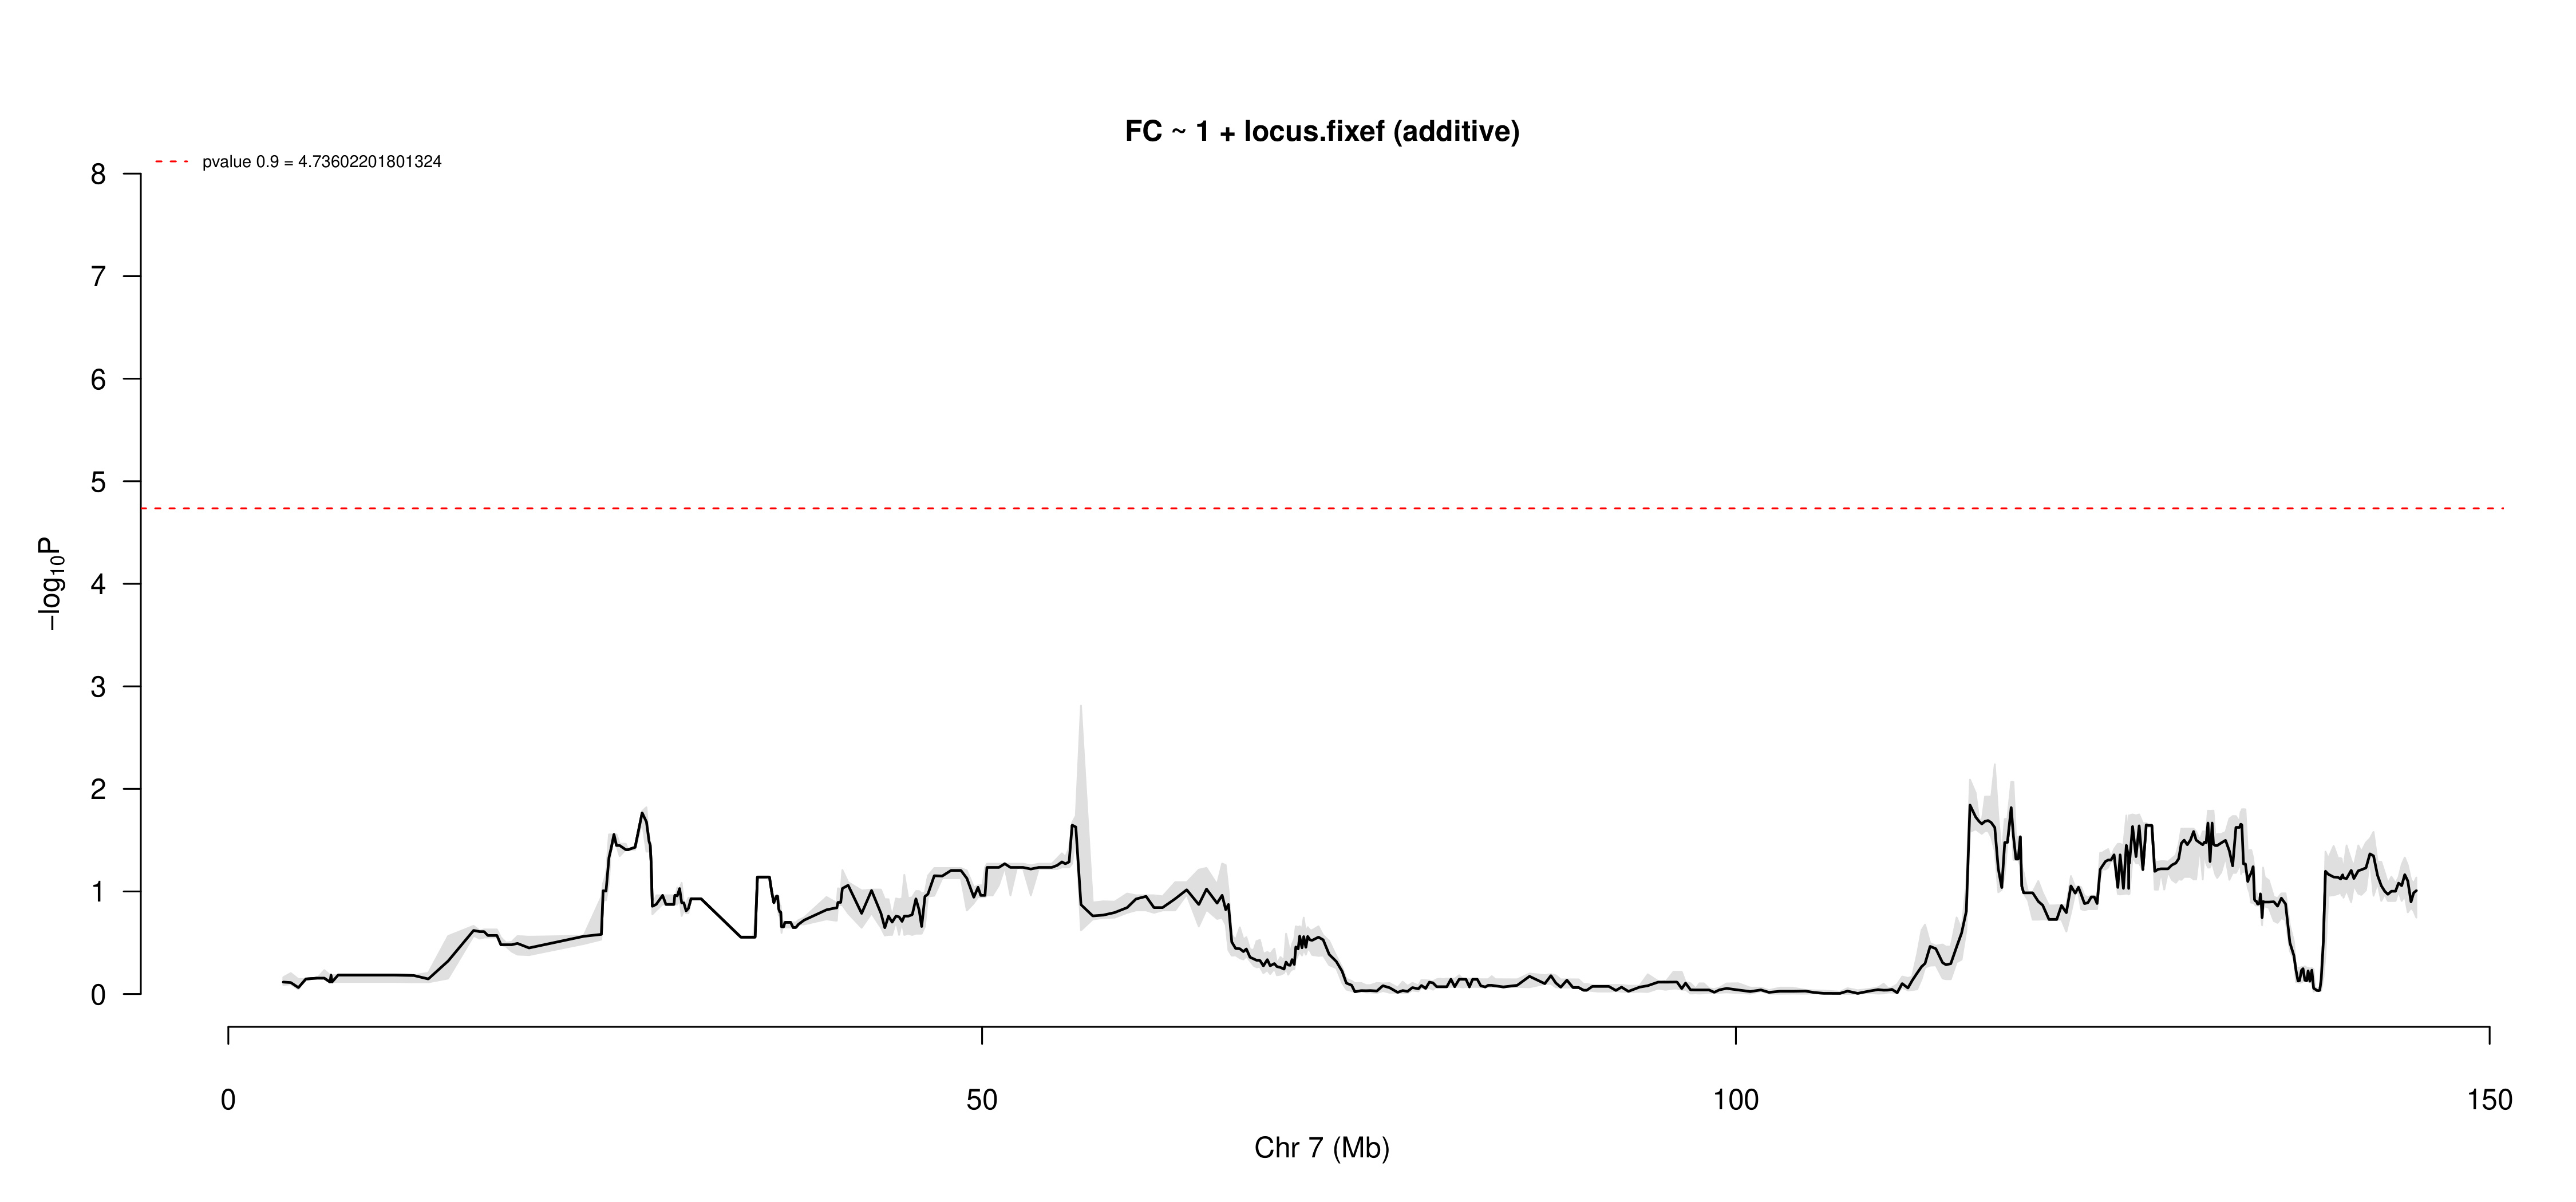 FC ~ 1 + locus.fixef (additive)
pvalue 0.9 = 4.73602201801324
8
7
6
5
4
3
2
1
0
−log10P
0 50 100 150
Chr 7 (Mb)